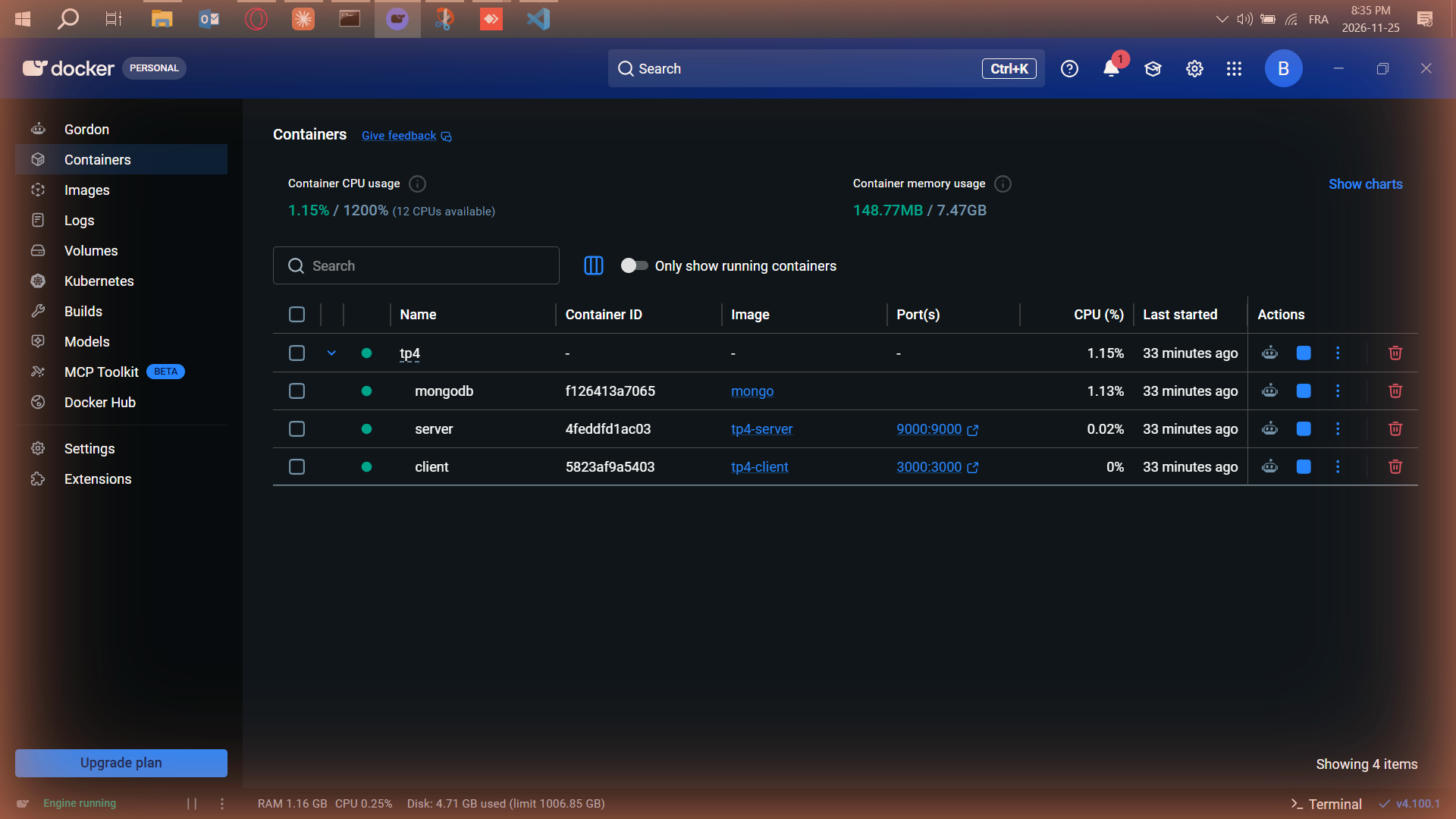 8:35 PM
FRA
2026-11-25
docker PERSONAL
Search Ctrl+K
1
B
Gordon
Containers
Images
Logs
Volumes
Kubernetes
Builds
Models
MCP Toolkit BETA
Docker Hub
Settings
Extensions
Upgrade plan
Containers Give feedback
Container CPU usage
1.15% / 1200% (12 CPUs available)
Container memory usage
148.77MB / 7.47GB
Show charts
Search
Only show running containers
Name Container ID Image Port(s) CPU (%) Last started Actions
tp4 - - - 1.15% 33 minutes ago
mongodb f126413a7065 mongo 1.13% 33 minutes ago
server 4feddfd1ac03 tp4-server 9000:9000 0.02% 33 minutes ago
client 5823af9a5403 tp4-client 3000:3000 0% 33 minutes ago
Showing 4 items
Engine running
RAM 1.16 GB CPU 0.25% Disk: 4.71 GB used (limit 1006.85 GB)
Terminal
v4.100.1